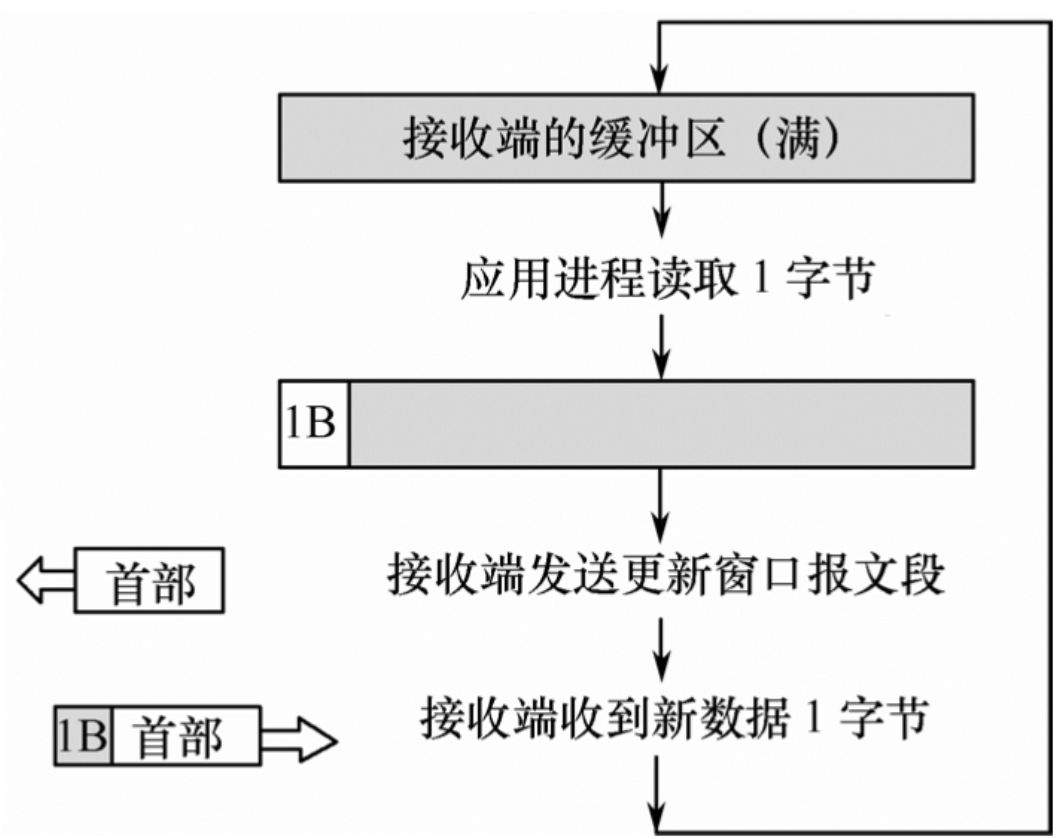 接收端的缓冲区（满）
应用进程读取 1 字节
1B
接收端发送更新窗口报文段
首部
接收端收到新数据 1 字节
1B 首部